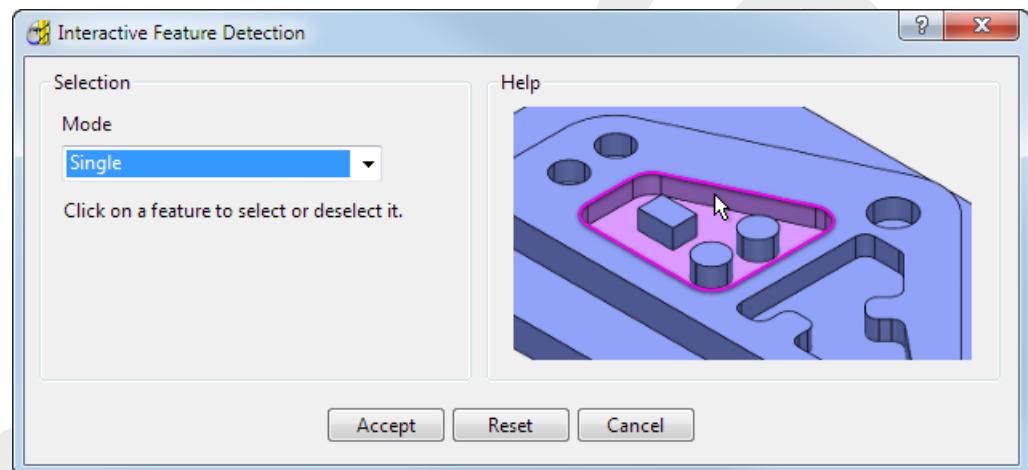 Interactive Feature Detection
Selection
Mode
Single
Click on a feature to select or deselect it.
Help
Accept
Reset
Cancel